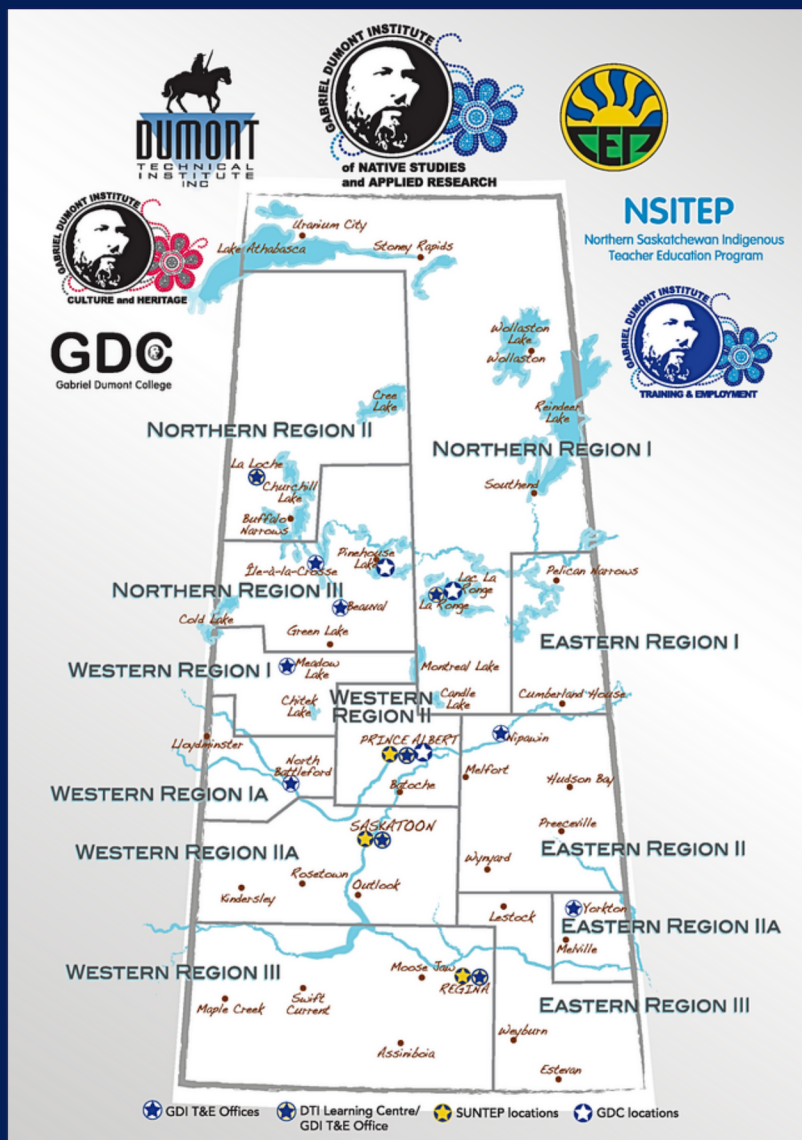 DUMONT
TECHNICAL
INSTITUTE
INC
GABRIEL DUMONT INSTITUTE
of NATIVE STUDIES
and APPLIED RESEARCH
GABRIEL DUMONT INSTITUTE
CULTURE and HERITAGE
NSITEP
Northern Saskatchewan Indigenous
Teacher Education Program
GDC
Gabriel Dumont College
GABRIEL DUMONT INSTITUTE
TRAINING & EMPLOYMENT
Uranium City
Lake Athabasca
Stoney Rapids
Wollaston
Lake
Wollaston
Cree
Lake
Reindeer
Lake
NORTHERN REGION II
NORTHERN REGION I
La Loche
Churchill
Lake
Southend
Buffalo
Narrows
Pinehouse
Lake
Île-à-la-Crosse
Pelican Narrows
NORTHERN REGION III
Lac La
Ronge
La Ronge
Beauval
Cold Lake
Green Lake
EASTERN REGION I
WESTERN REGION I
Meadow
Lake
Montreal Lake
Chitek
Lake
WESTERN
REGION II
Candle
Lake
Cumberland House
Lloydminster
PRINCE ALBERT
Nipawin
North
Battleford
Batoche
Melfort
Hudson Bay
WESTERN REGION IA
SASKATOON
Preeceville
WESTERN REGION IIA
EASTERN REGION II
Wynyard
Rosetown
Kindersley
Outlook
Lestock
Yorkton
EASTERN REGION IIA
Melville
WESTERN REGION III
Moose Jaw
REGINA
Maple Creek
Swift
Current
EASTERN REGION III
Weyburn
Assiniboia
Estevan
GDI T&E Offices
DTI Learning Centre/
GDI T&E Office
SUNTEP locations
GDC locations